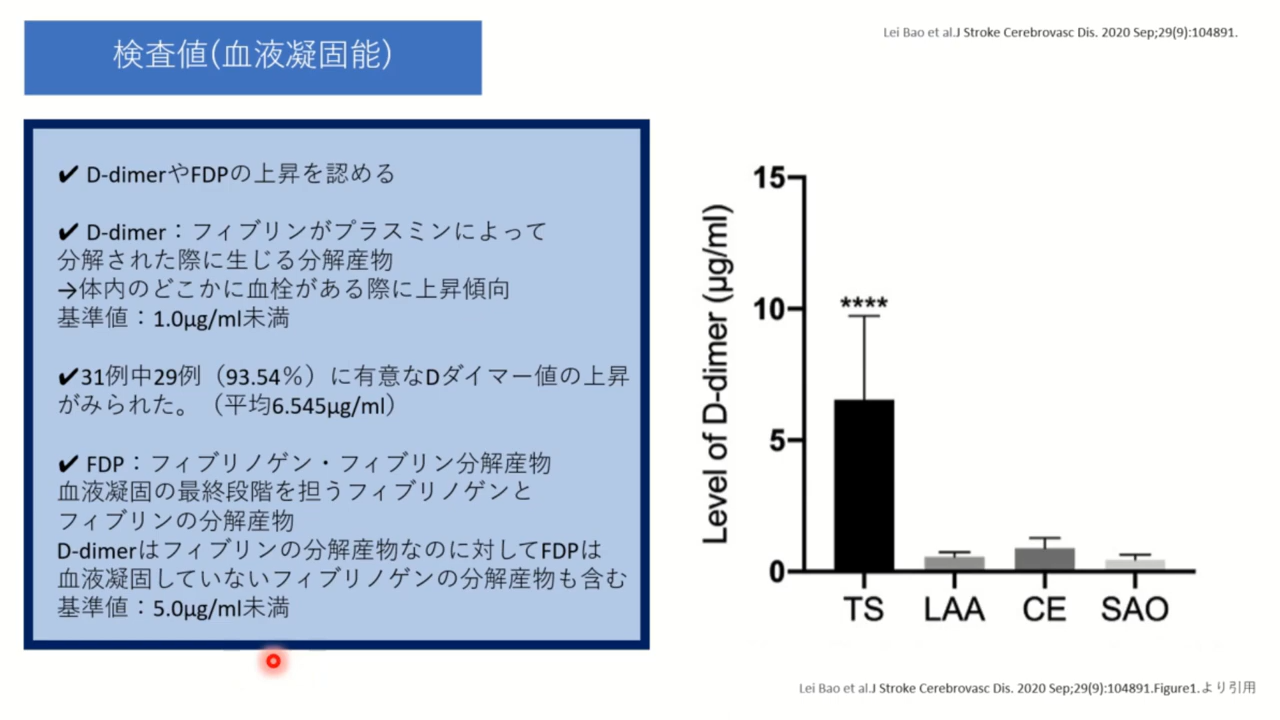 検査値(血液凝固能)
Lei Bao et al.J Stroke Cerebrovasc Dis. 2020 Sep;29(9):104891.
✔ D-dimerやFDPの上昇を認める
✔ D-dimer：フィブリンがプラスミンによって
分解された際に生じる分解産物
→体内のどこかに血栓がある際に上昇傾向
基準値：1.0μg/ml未満
✔31例中29例（93.54％）に有意なDダイマー値の上昇
がみられた。（平均6.545μg/ml）
✔ FDP：フィブリノゲン・フィブリン分解産物
血液凝固の最終段階を担うフィブリノゲンと
フィブリンの分解産物
D-dimerはフィブリンの分解産物なのに対してFDPは
血液凝固していないフィブリノゲンの分解産物も含む
基準値：5.0μg/ml未満
Level of D-dimer (μg/ml)
15
10
5
0
****
TS LAA CE SAO
Lei Bao et al.J Stroke Cerebrovasc Dis. 2020 Sep;29(9):104891.Figure1.より引用